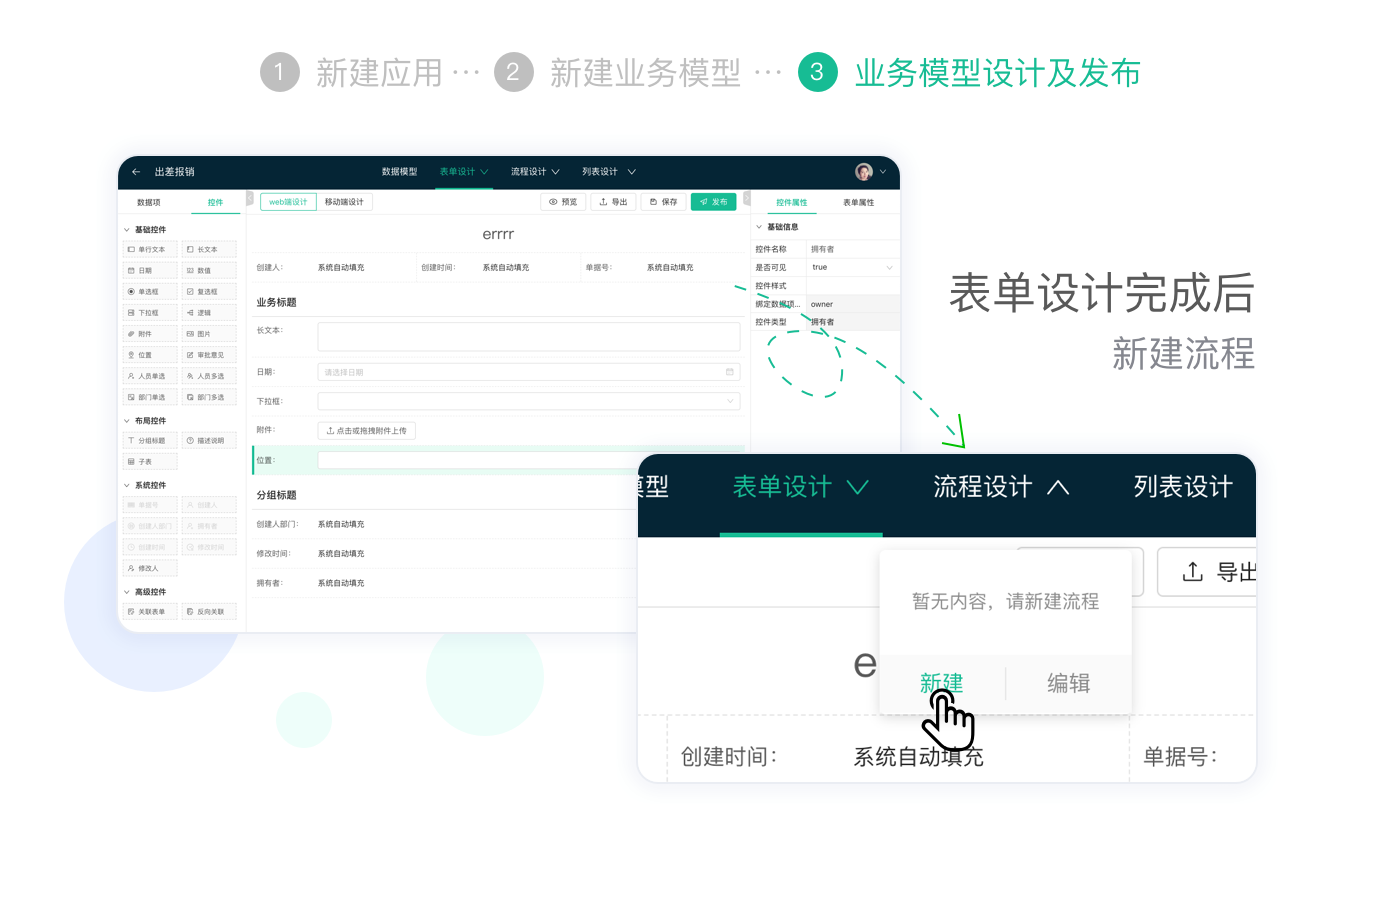 1 新建应用 ··· 2 新建业务模型 ··· 3 业务模型设计及发布
出差报销 数据模型 表单设计 流程设计 列表设计
数据项 控件 web端设计 移动端设计 预览 导出 保存 发布 控件属性 表单属性
基础控件
单行文本 长文本
日期 数值
单选框 复选框
下拉框 逻辑
附件 图片
位置 审批意见
人员单选 人员多选
部门单选 部门多选
布局控件
分组标题 描述说明
子表
系统控件
单据号 创建人
创建人部门 拥有者
创建时间 修改时间
修改人
高级控件
关联表单 反向关联
errrr
创建人: 系统自动填充 创建时间: 系统自动填充 单据号: 系统自动填充
业务标题
长文本:
日期: 请选择日期
下拉框:
附件: 点击或拖拽附件上传
位置:
分组标题
创建人部门: 系统自动填充
修改时间: 系统自动填充
拥有者: 系统自动填充
基础信息
控件名称 拥有者
是否可见 true
控件样式
绑定数据项... owner
控件类型 拥有者
表单设计完成后
新建流程
模型 表单设计 流程设计 列表设计
导出
暂无内容，请新建流程
e
新建 编辑
创建时间: 系统自动填充 单据号: